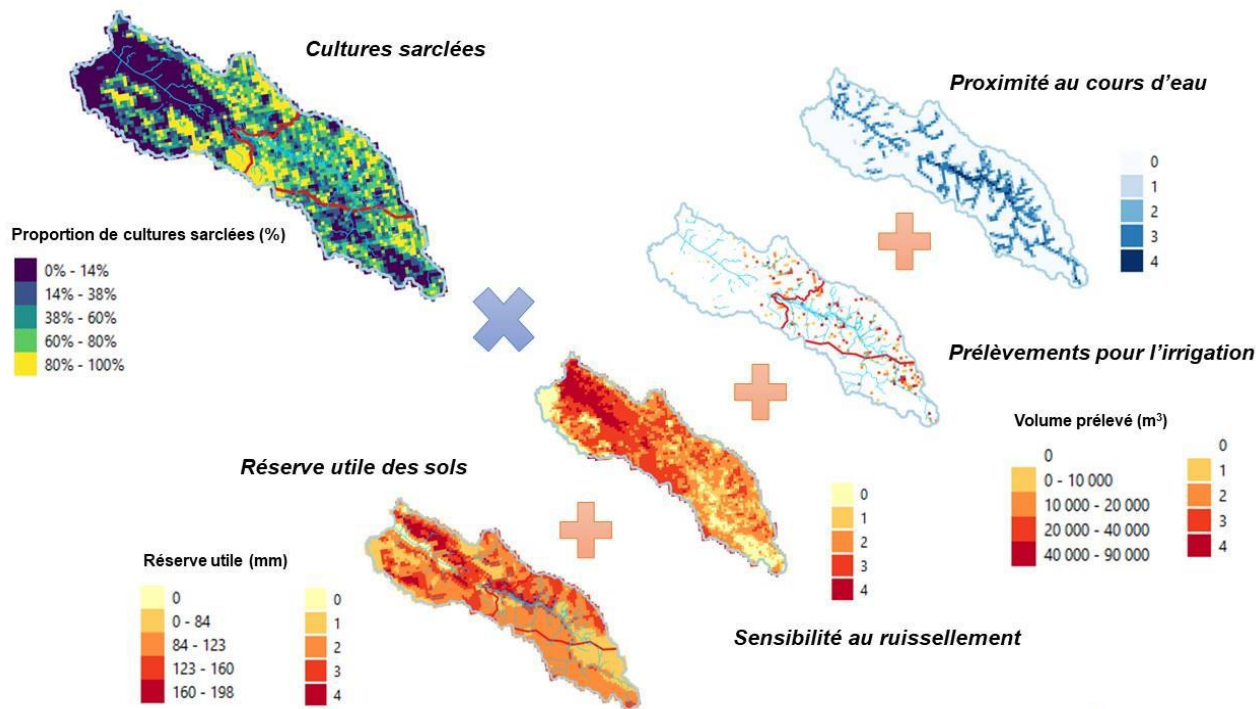 Cultures sarclées
Proportion de cultures sarclées (%)
0% - 14%
14% - 38%
38% - 60%
60% - 80%
80% - 100%
Proximité au cours d'eau
0
1
2
3
4
Prélèvements pour l'irrigation
Volume prélevé (m³)
0
0 - 10 000
10 000 - 20 000
20 000 - 40 000
40 000 - 90 000
0
1
2
3
4
Réserve utile des sols
Réserve utile (mm)
0
0 - 84
84 - 123
123 - 160
160 - 198
0
1
2
3
4
0
1
2
3
4
Sensibilité au ruissellement